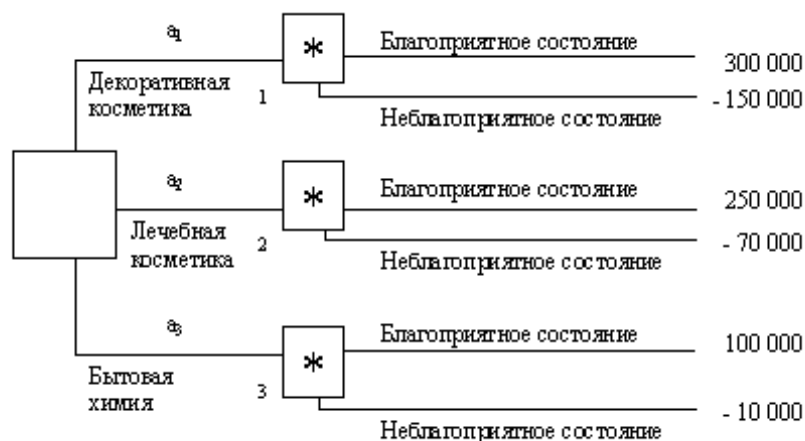 a₁
*
Благоприятное состояние
300 000
Декоративная
косметика
1
- 150 000
Неблагоприятное состояние
a₂
*
Благоприятное состояние
250 000
Лечебная
косметика
2
- 70 000
Неблагоприятное состояние
a₃
*
Благоприятное состояние
100 000
Бытовая
химия
3
- 10 000
Неблагоприятное состояние